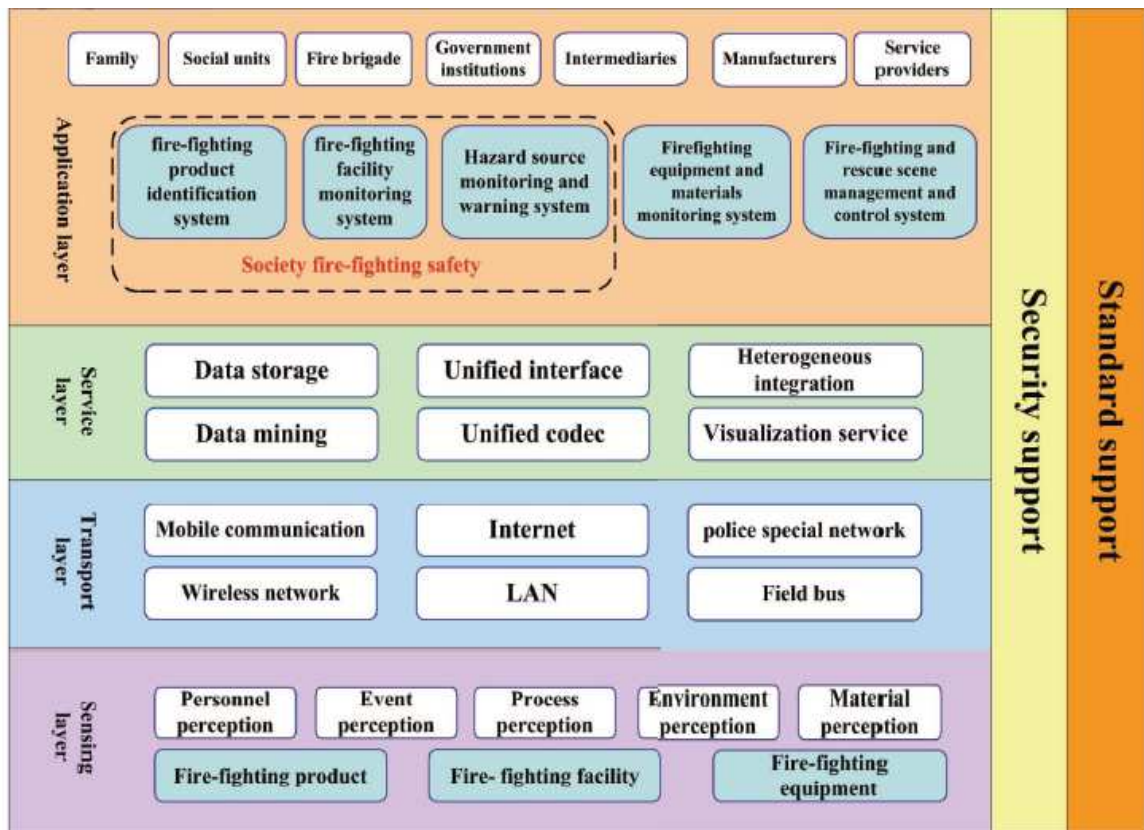 Family
Social units
Fire brigade
Government
institutions
Intermediaries
Manufacturers
Service
providers
Application layer
fire-fighting
product
identification
system
fire-fighting
facility
monitoring
system
Hazard source
monitoring and
warning system
Firefighting
equipment and
materials
monitoring system
Fire-fighting and
rescue scene
management and
control system
Society fire-fighting safety
Service
layer
Data storage
Unified interface
Heterogeneous
integration
Data mining
Unified codec
Visualization service
Transport
layer
Mobile communication
Internet
police special network
Wireless network
LAN
Field bus
Sensing
layer
Personnel
perception
Event
perception
Process
perception
Environment
perception
Material
perception
Fire-fighting product
Fire- fighting facility
Fire-fighting
equipment
Security support
Standard support